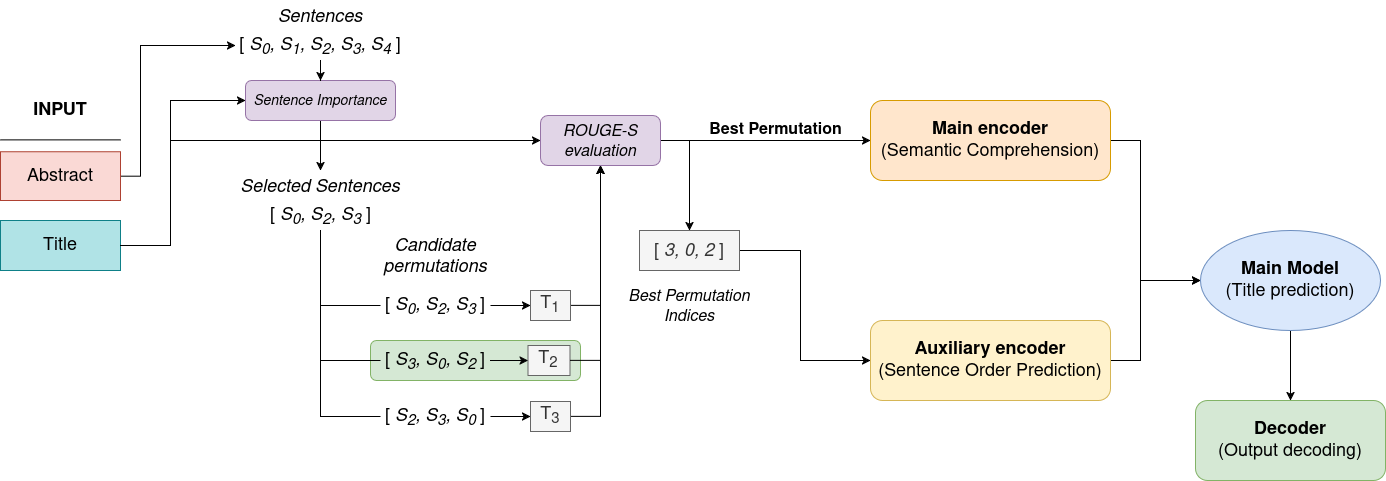 INPUT
Abstract
Title
Sentences
[ S0, S1, S2, S3, S4 ]
Sentence Importance
Selected Sentences
[ S0, S2, S3 ]
Candidate
permutations
[ S0, S2, S3 ]
T1
[ S3, S0, S2 ]
T2
[ S2, S3, S0 ]
T3
ROUGE-S
evaluation
Best Permutation
[ 3, 0, 2 ]
Best Permutation
Indices
Main encoder
(Semantic Comprehension)
Auxiliary encoder
(Sentence Order Prediction)
Main Model
(Title prediction)
Decoder
(Output decoding)